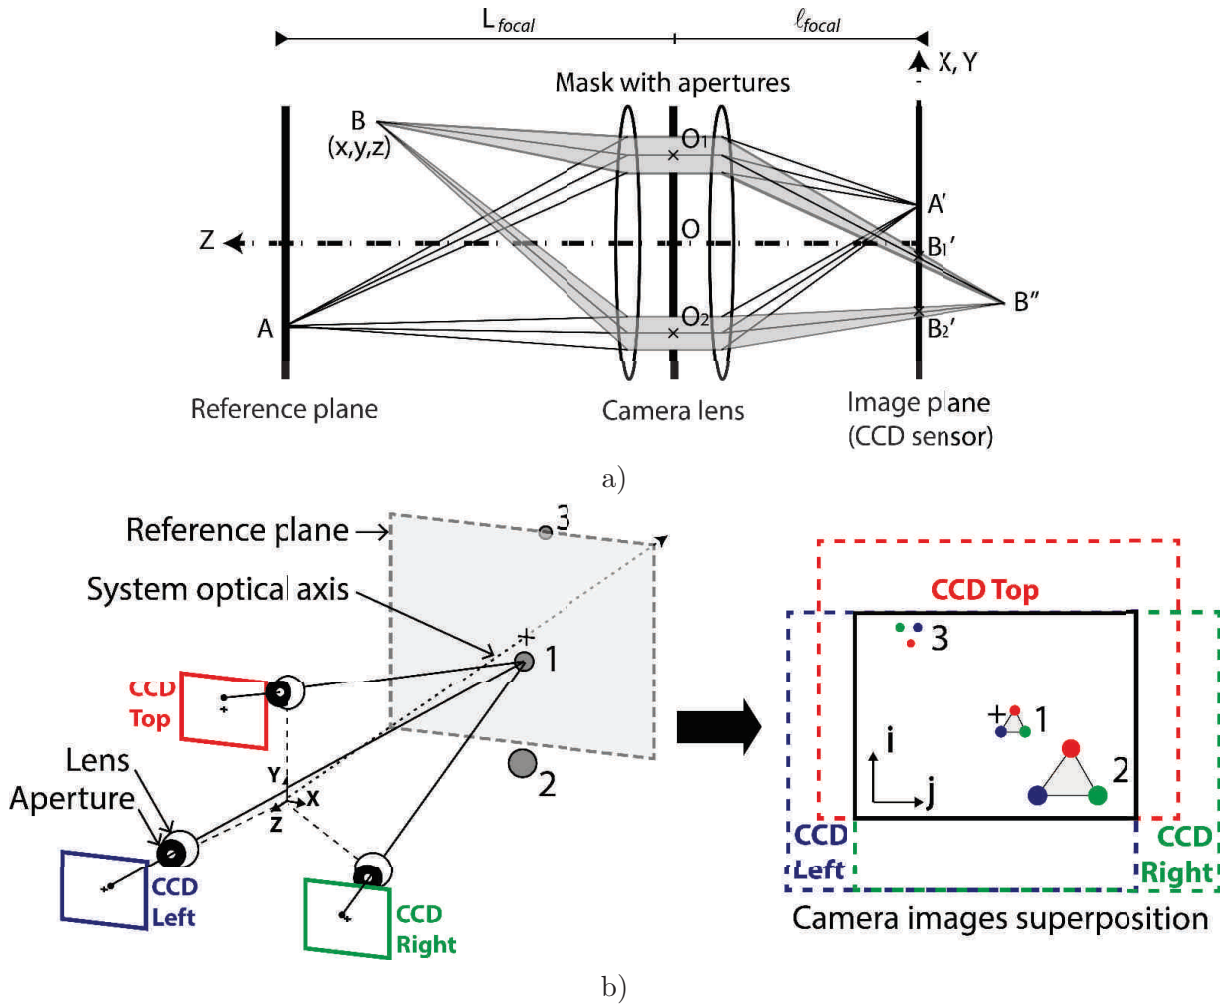 L focal
ℓ focal
X, Y
Mask with apertures
B
(x,y,z)
O₁
A'
Z
O
B₁'
O₂
B''
A
B₂'
Reference plane
Camera lens
Image plane
(CCD sensor)
a)
Reference plane
3
System optical axis
+
1
CCD
Top
+
2
Lens
Aperture
Y
X
Z
CCD
Left
+
CCD
Right
+
CCD Top
3
+
1
i
2
j
CCD
Left
CCD
Right
Camera images superposition
b)